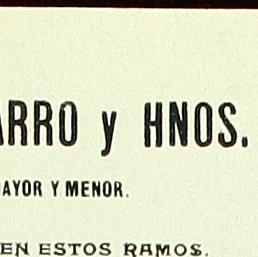 ARRO y HNOS.
AYOR Y MENOR.
EN ESTOS RAMOS.